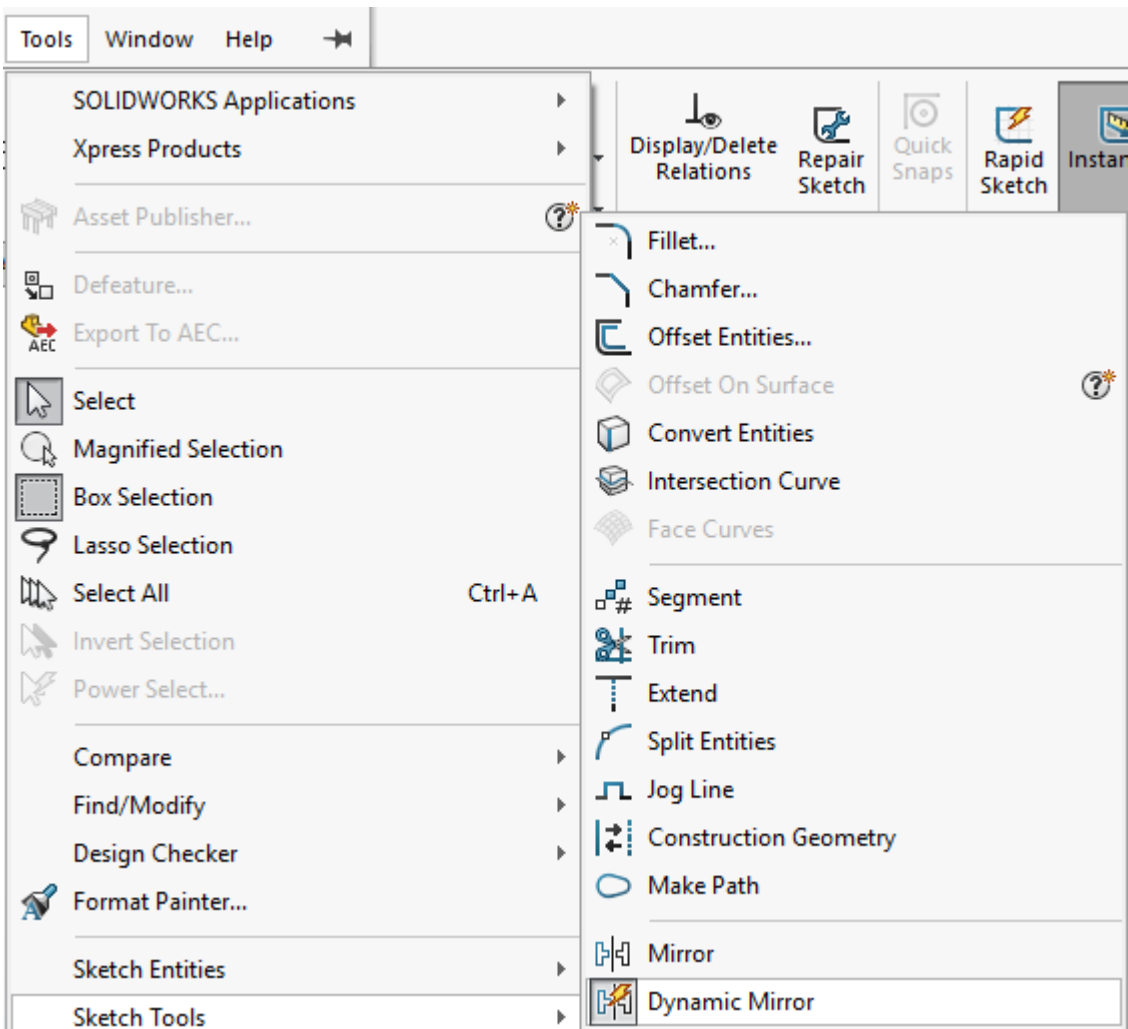 Tools Window Help
SOLIDWORKS Applications
Xpress Products
Asset Publisher...
Defeature...
AEC Export To AEC...
Select
Magnified Selection
Box Selection
Lasso Selection
Select All Ctrl+A
Invert Selection
Power Select...
Compare
Find/Modify
Design Checker
Format Painter...
Sketch Entities
Sketch Tools
Display/Delete
Relations
Repair
Sketch
Quick
Snaps
Rapid
Sketch
Fillet...
Chamfer...
Offset Entities...
Offset On Surface
Convert Entities
Intersection Curve
Face Curves
Segment
Trim
Extend
Split Entities
Jog Line
Construction Geometry
Make Path
Mirror
Dynamic Mirror